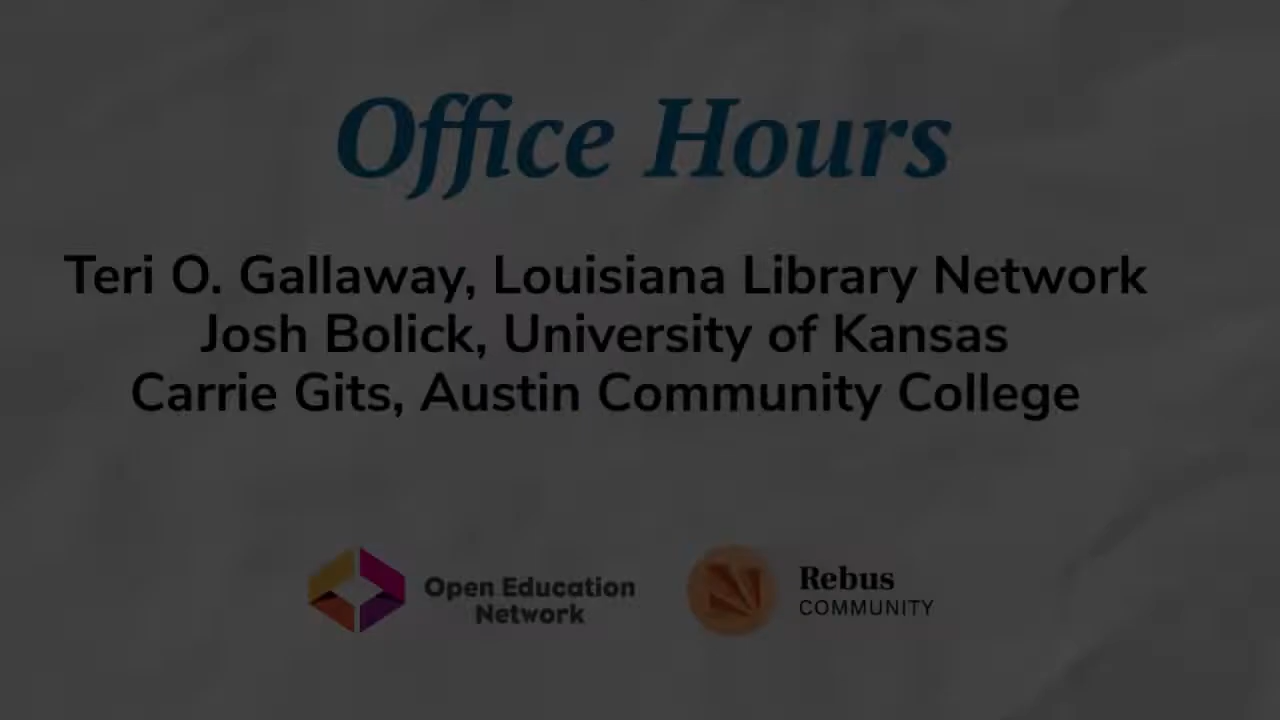 Office Hours
Teri O. Gallaway, Louisiana Library Network
Josh Bolick, University of Kansas
Carrie Gits, Austin Community College
Open Education
Network
Rebus
COMMUNITY